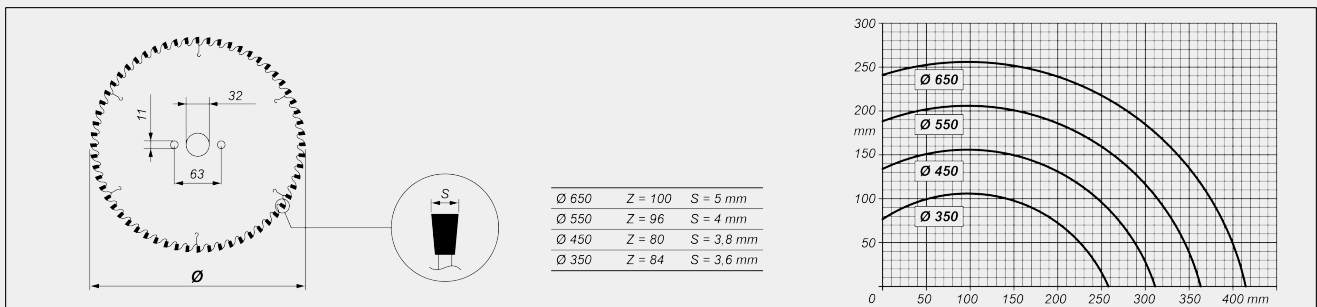 11
32
63
Ø
S
Ø 650 Z = 100 S = 5 mm
Ø 550 Z = 96 S = 4 mm
Ø 450 Z = 80 S = 3,8 mm
Ø 350 Z = 84 S = 3,6 mm
300
250
200
mm
150
100
50
Ø 650
Ø 550
Ø 450
Ø 350
0 50 100 150 200 250 300 350 400 mm